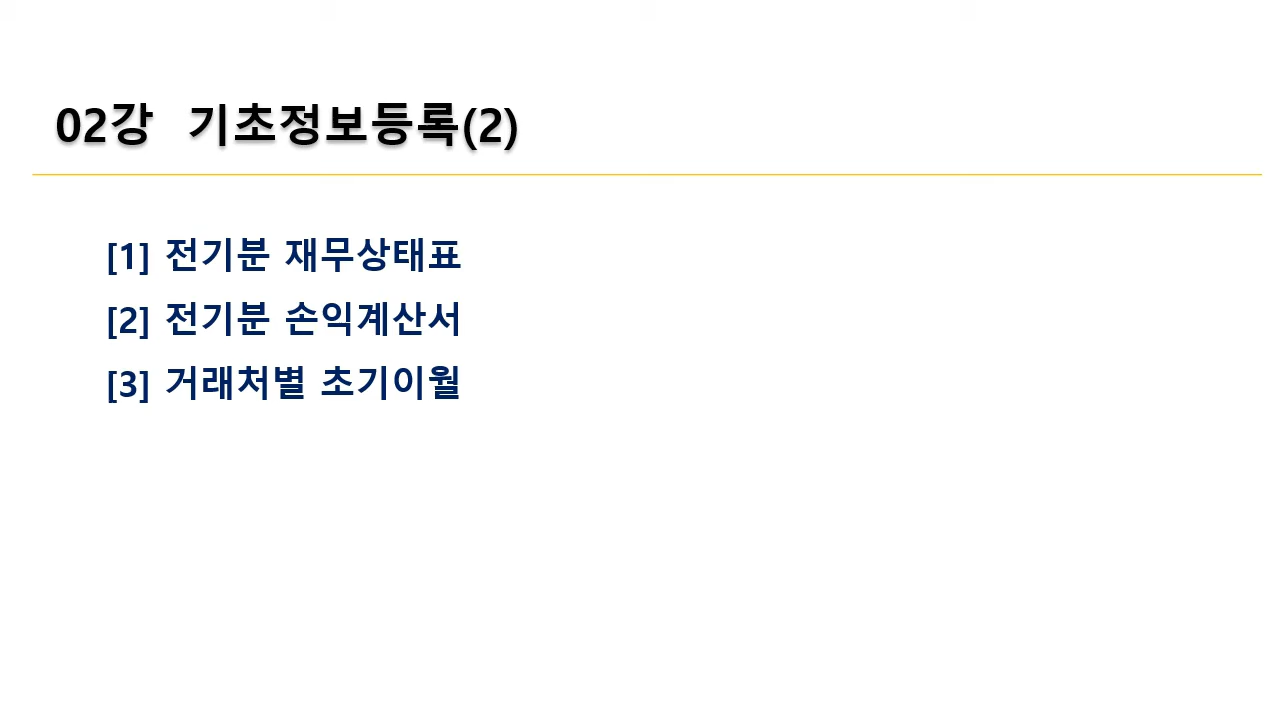 02강 기초정보등록(2)
[1] 전기분 재무상태표
[2] 전기분 손익계산서
[3] 거래처별 초기이월